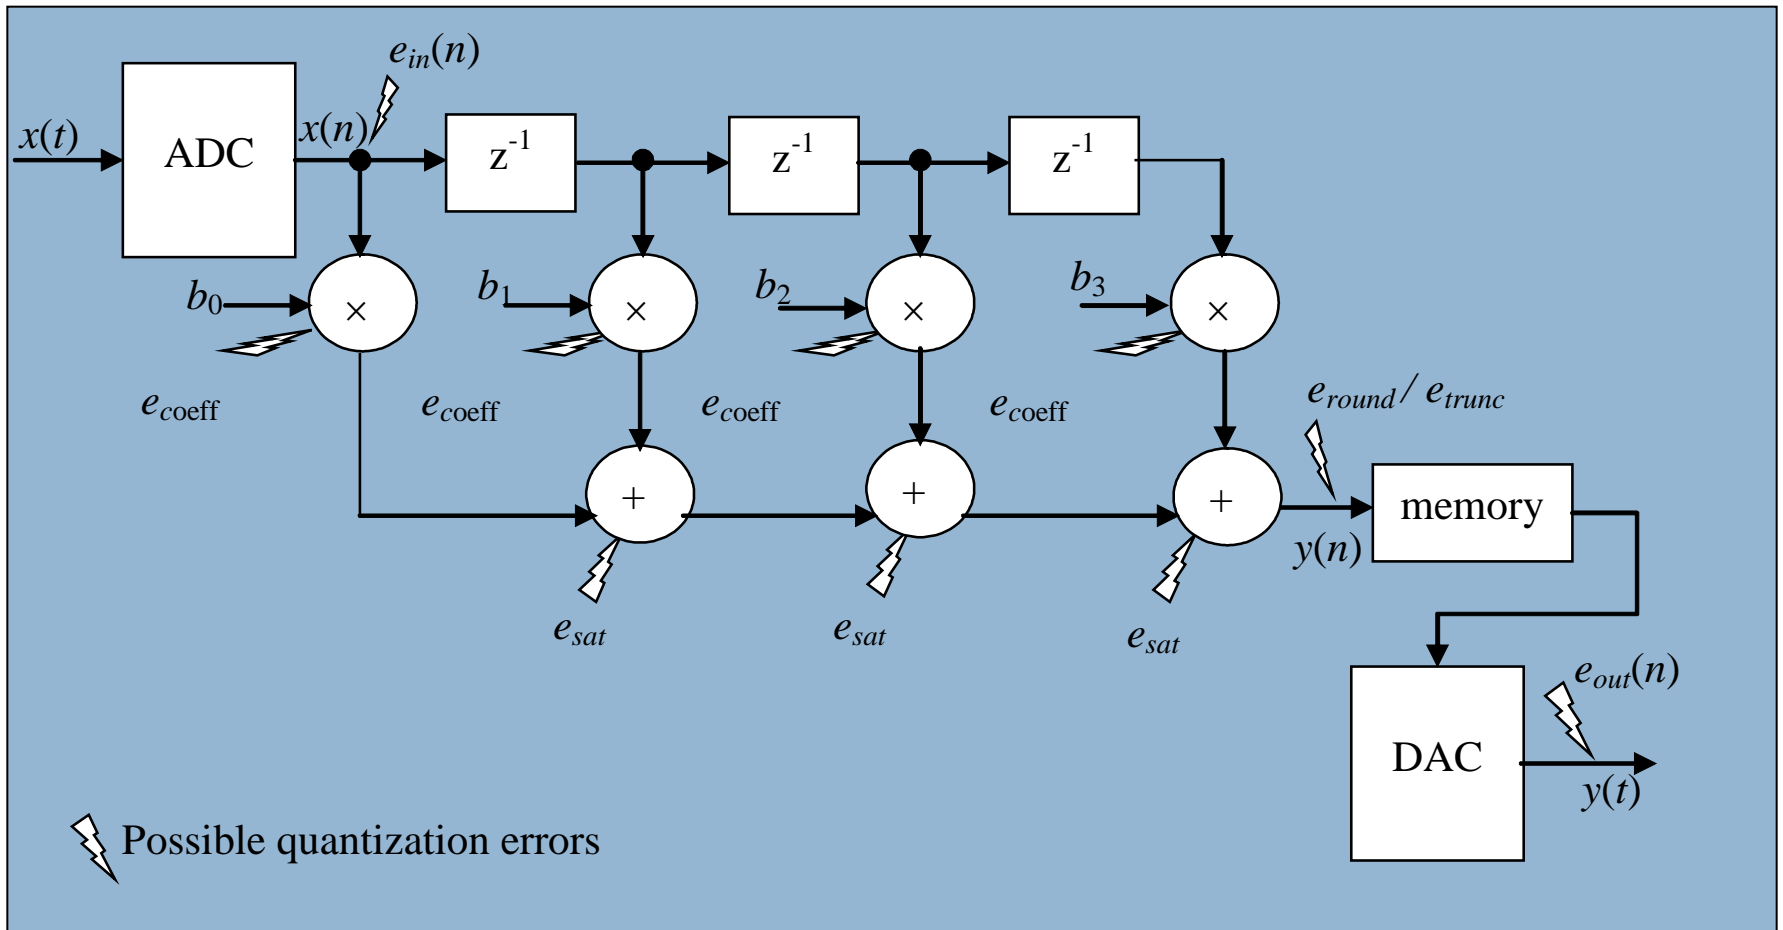 e_in(n)
x(t)
ADC
x(n)
z⁻¹
z⁻¹
z⁻¹
b₀
×
b₁
×
b₂
×
b₃
×
e_coeff
e_coeff
e_coeff
e_coeff
e_round / e_trunc
+
+
+
y(n)
memory
e_sat
e_sat
e_sat
e_out(n)
DAC
y(t)
Possible quantization errors